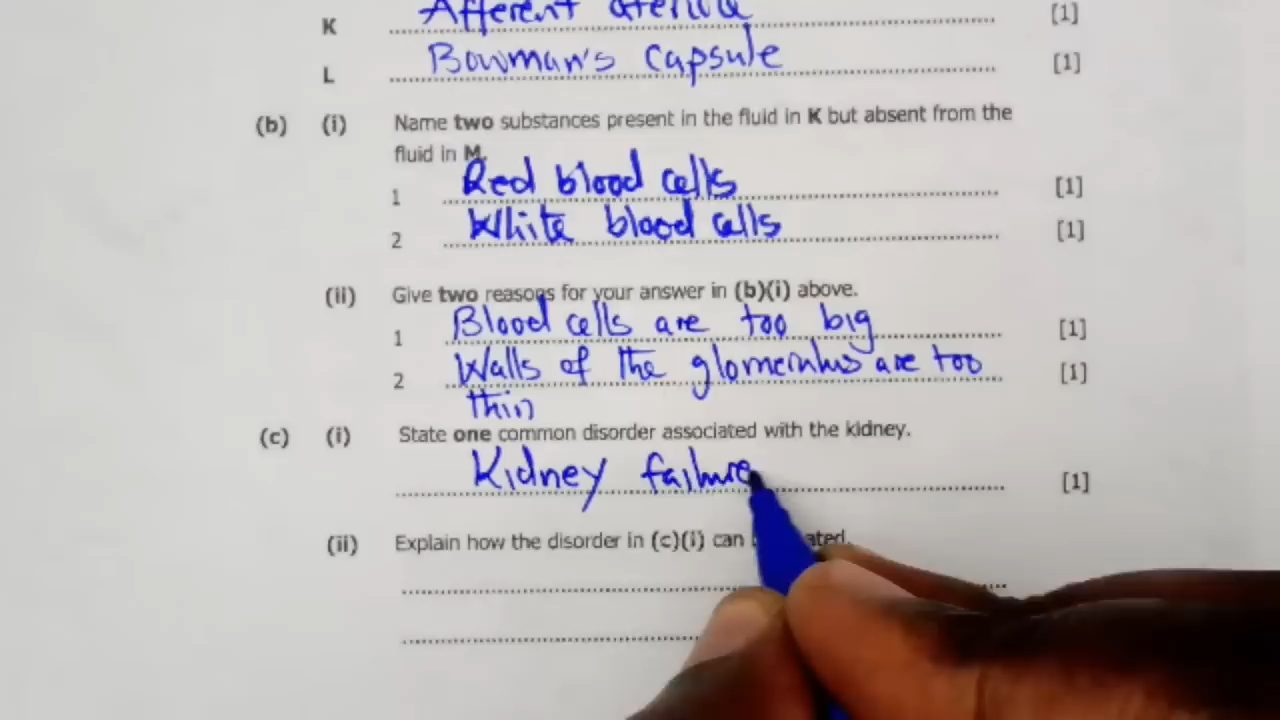 K Afferent arteriole [1]
L Bowman's capsule [1]
(b) (i) Name two substances present in the fluid in K but absent from the
fluid in M.
1 Red blood cells [1]
2 White blood cells [1]
(ii) Give two reasons for your answer in (b)(i) above.
1 Blood cells are too big [1]
2 Walls of the glomerulus are too [1]
thin
(c) (i) State one common disorder associated with the kidney.
Kidney failure [1]
(ii) Explain how the disorder in (c)(i) can